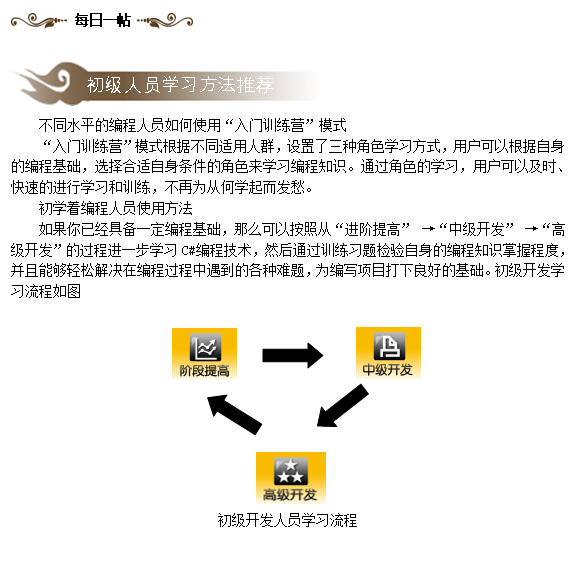 每日一帖
初级人员学习方法推荐
不同水平的编程人员如何使用“入门训练营”模式
“入门训练营”模式根据不同适用人群，设置了三种角色学习方式，用户可以根据自身
的编程基础，选择合适自身条件的角色来学习编程知识。通过角色的学习，用户可以及时、
快速的进行学习和训练，不再为从何学起而发愁。
初学着编程人员使用方法
如果你已经具备一定编程基础，那么可以按照从“进阶提高” →“中级开发” →“高
级开发”的过程进一步学习 C#编程技术，然后通过训练习题检验自身的编程知识掌握程度，
并且能够轻松解决在编程过程中遇到的各种难题，为编写项目打下良好的基础。初级开发学
习流程如图
阶段提高
中级开发
高级开发
初级开发人员学习流程